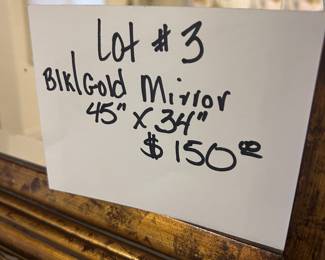 Lot # 3
Blk/Gold Mirror
45" x 34"
$ 150 00